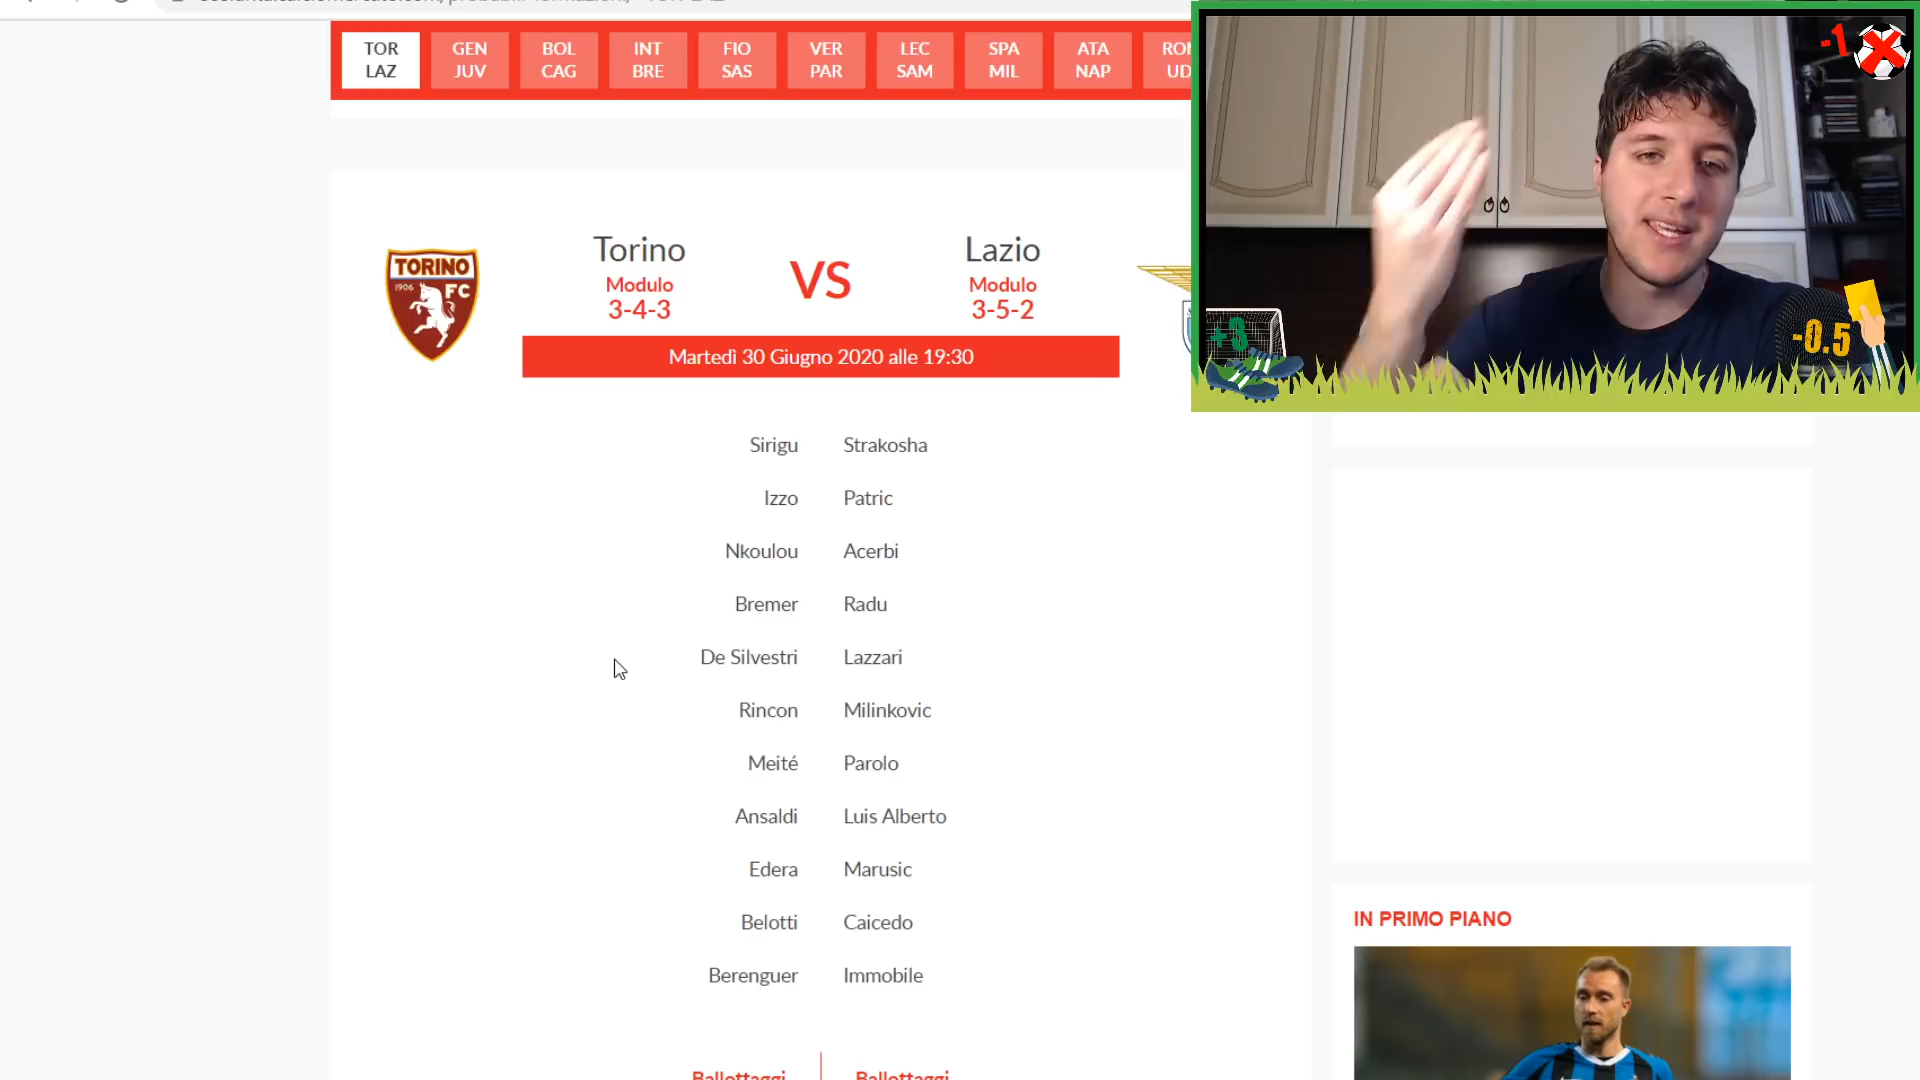 TOR LAZ
GEN JUV
BOL CAG
INT BRE
FIO SAS
VER PAR
LEC SAM
SPA MIL
ATA NAP
-1
TORINO
1906 FC
Torino
Modulo
3-4-3
VS
Lazio
Modulo
3-5-2
Martedì 30 Giugno 2020 alle 19:30
+3
-0.5
Sirigu Strakosha
Izzo Patric
Nkoulou Acerbi
Bremer Radu
De Silvestri Lazzari
Rincon Milinkovic
Meité Parolo
Ansaldi Luis Alberto
Edera Marusic
Belotti Caicedo
Berenguer Immobile
IN PRIMO PIANO
Ballottaggi Ballottaggi